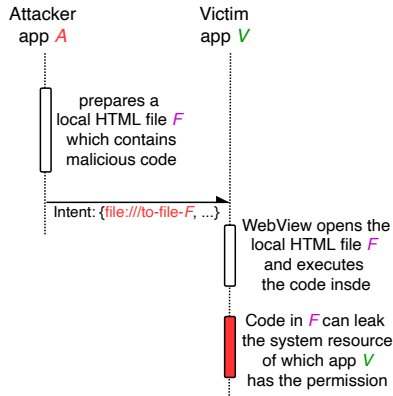 Attacker
app A
Victim
app V
prepares a
local HTML file F
which contains
malicious code
Intent: {file:///to-file-F, ...}
WebView opens the
local HTML file F
and executes
the code insde
Code in F can leak
the system resource
of which app V
has the permission